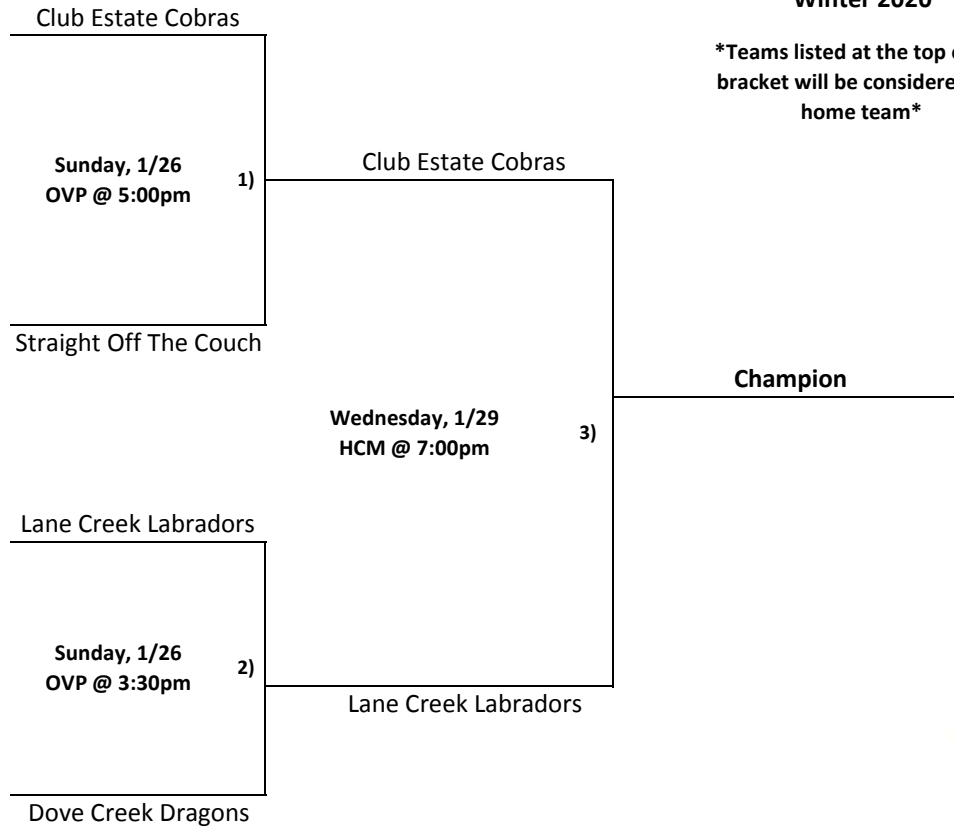 Winter 2020
*Teams listed at the top
bracket will be
home team*
Club Estate Cobras
Sunday, 1/26
OVP @ 5:00pm
1)
Club Estate Cobras
Straight Off The Couch
Champion
Wednesday, 1/29
HCM @ 7:00pm
3)
Lane Creek Labradors
Sunday, 1/26
OVP @ 3:30pm
2)
Lane Creek Labradors
Dove Creek Dragons